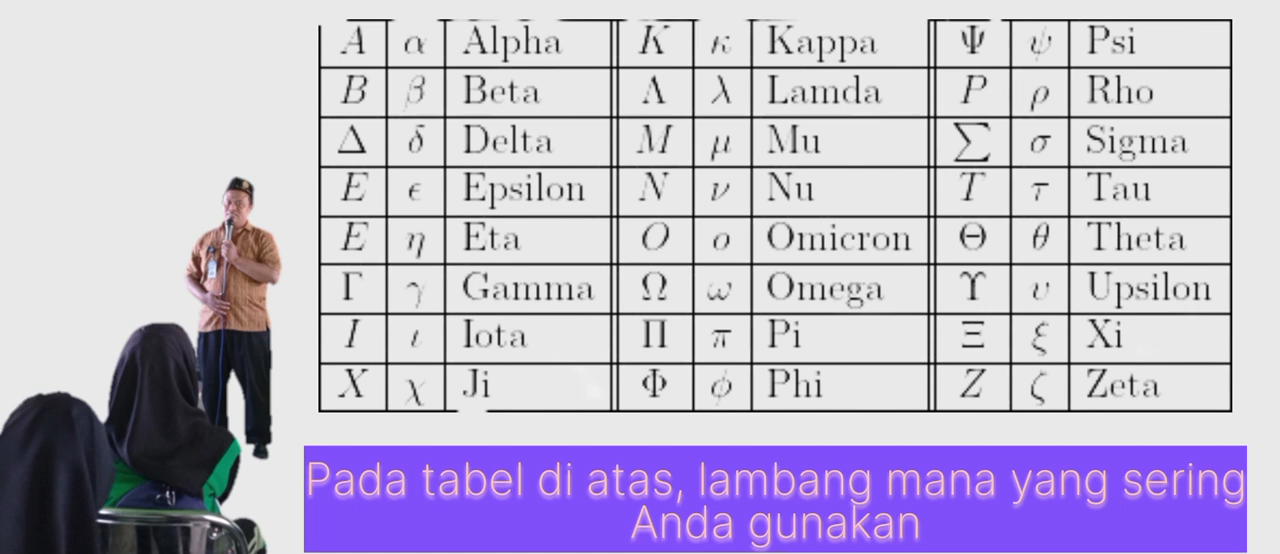 A α Alpha K κ Kappa Ψ ψ Psi
B β Beta Λ λ Lamda P ρ Rho
Δ δ Delta M μ Mu Σ σ Sigma
E ϵ Epsilon N ν Nu T τ Tau
E η Eta O o Omicron Θ θ Theta
Γ γ Gamma Ω ω Omega ϒ υ Upsilon
I ι Iota Π π Pi Ξ ξ Xi
X χ Ji Φ ϕ Phi Z ζ Zeta
Pada tabel di atas, lambang mana yang sering
Anda gunakan